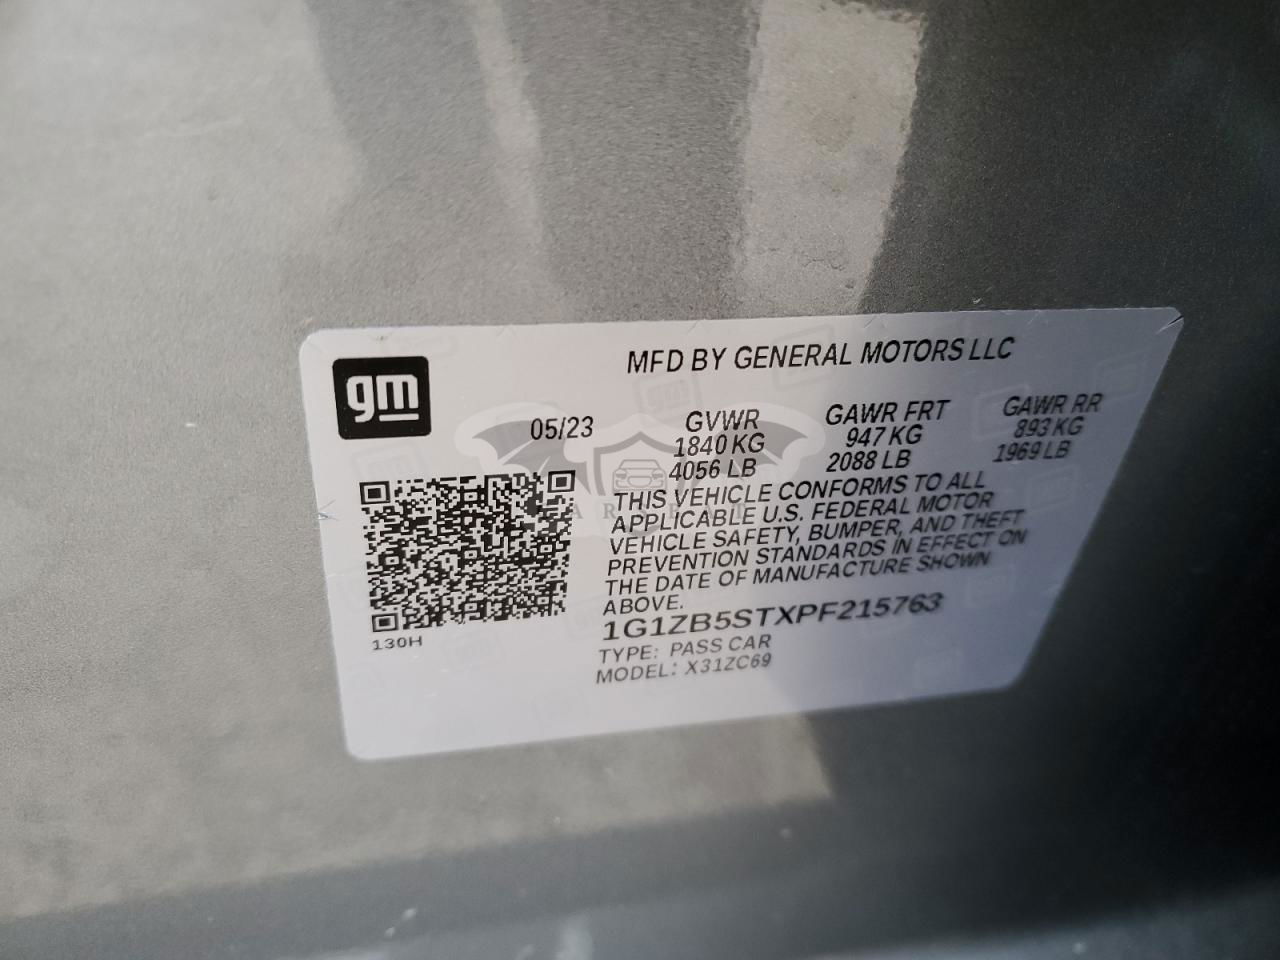 gm
MFD BY GENERAL MOTORS LLC
05/23
GVWR
1840 KG
4056 LB
GAWR FRT
947 KG
2088 LB
GAWR RR
893 KG
1969 LB
THIS VEHICLE CONFORMS TO ALL
APPLICABLE U.S. FEDERAL MOTOR
VEHICLE SAFETY, BUMPER, AND THEFT
PREVENTION STANDARDS IN EFFECT ON
THE DATE OF MANUFACTURE SHOWN
ABOVE.
1G1ZB5STXPF215763
TYPE: PASS CAR
MODEL: X31ZC69
130H